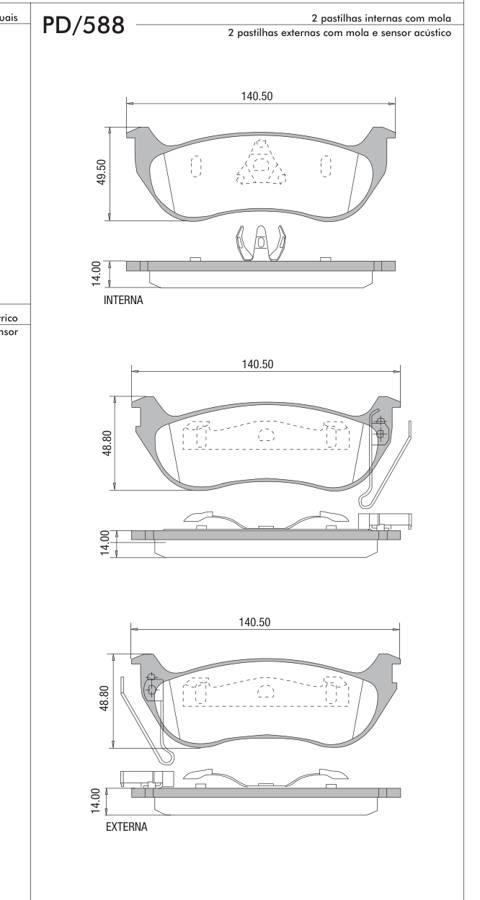 uais
PD/588
2 pastilhas internas com mola
2 pastilhas externas com mola e sensor acústico
140.50
49.50
14.00
INTERNA
rico
nsor
140.50
48.80
14.00
140.50
48.80
14.00
EXTERNA